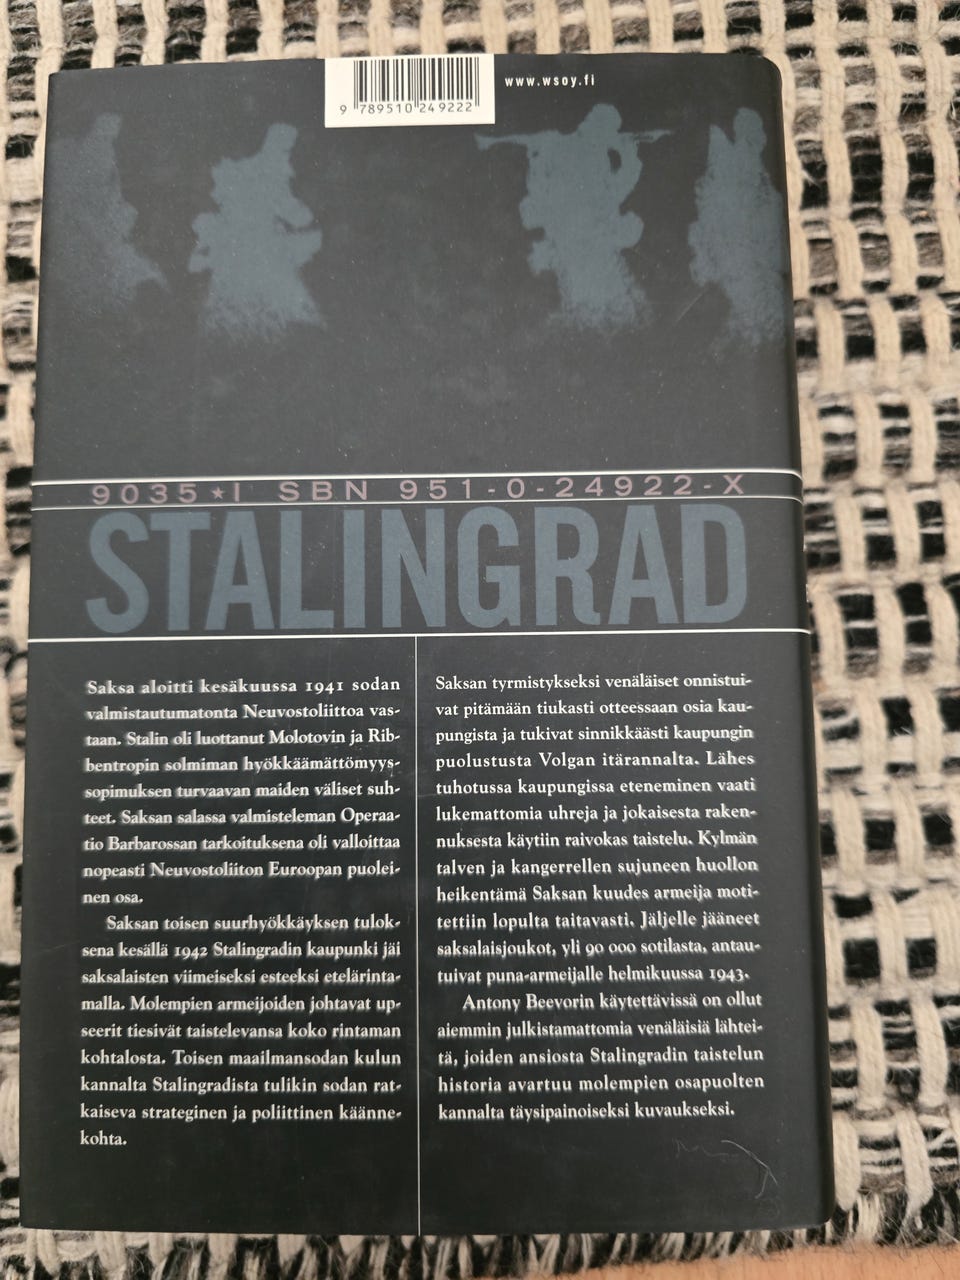 www.wsoy.fi
9 789510 249222
9035★I SBN 951-0-24922-X
STALINGRAD
Saksa aloitti kesäkuussa 1941 sodan
valmistautumatonta Neuvostoliittoa vas-
taan. Stalin oli luottanut Molotovin ja Rib-
bentropin solmiman hyökkäämättömyys-
sopimuksen turvaavan maiden väliset suh-
teet. Saksan salassa valmisteleman Operaa-
tio Barbarossan tarkoituksena oli valloittaa
nopeasti Neuvostoliiton Euroopan puolei-
nen osa.
Saksan toisen suurhyökkäyksen tulok-
sena kesällä 1942 Stalingradin kaupunki jäi
saksalaisten viimeiseksi esteeksi etelärinta-
malla. Molempien armeijoiden johtavat up-
seerit tiesivät taistelevansa koko rintaman
kohtalosta. Toisen maailmansodan kulun
kannalta Stalingradista tulikin sodan rat-
kaiseva strateginen ja poliittinen käänne-
kohta.
Saksan tyrmistykseksi venäläiset onnistui-
vat pitämään tiukasti otteessaan osia kau-
pungista ja tukivat sinnikkäästi kaupungin
puolustusta Volgan itärannalta. Lähes
tuhotussa kaupungissa eteneminen vaati
lukemattomia uhreja ja jokaisesta raken-
nuksesta käytiin raivokas taistelu. Kylmän
talven ja kangerrellen sujuneen huollon
heikentämä Saksan kuudes armeija moti-
tettiin lopulta taitavasti. Jäljelle jääneet
saksalaisjoukot, yli 90 000 sotilasta, antau-
tuivat puna-armeijalle helmikuussa 1943.
Antony Beevorin käytettävissä on ollut
aiemmin julkistamattomia venäläisiä lähtei-
tä, joiden ansiosta Stalingradin taistelun
historia avartuu molempien osapuolten
kannalta täysipainoiseksi kuvaukseksi.